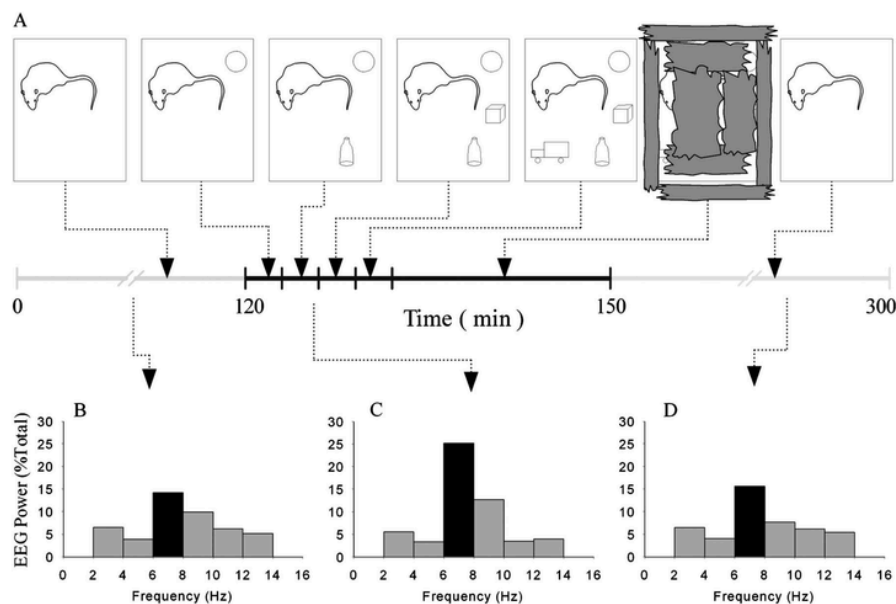 A
0 120 150 300
Time ( min )
B C D
EEG Power (%Total)
30 30 30
25 25 25
20 20 20
15 15 15
10 10 10
5 5 5
0 0 0
0 2 4 6 8 10 12 14 16 0 2 4 6 8 10 12 14 16 0 2 4 6 8 10 12 14 16
Frequency (Hz) Frequency (Hz) Frequency (Hz)